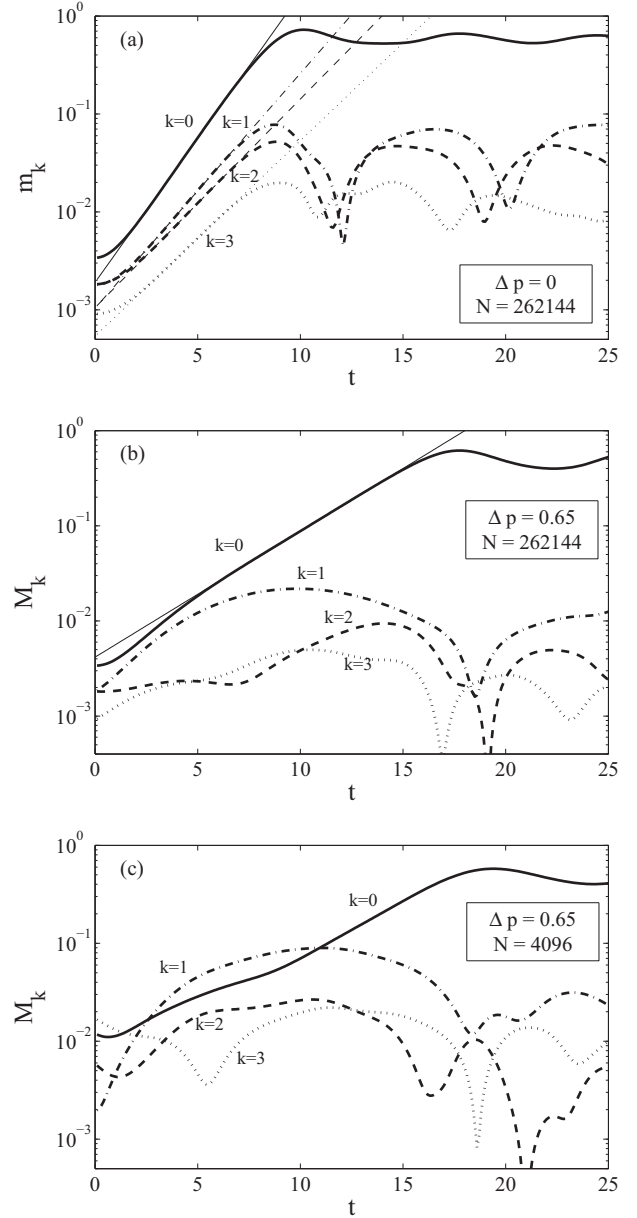 (a)
10^0
10^-1
10^-2
10^-3
m_k
k=0
k=1
k=2
k=3
Δ p = 0
N = 262144
0 5 10 15 20 25
t
(b)
10^0
10^-1
10^-2
10^-3
M_k
k=0
k=1
k=2
k=3
Δ p = 0.65
N = 262144
0 5 10 15 20 25
t
(c)
10^0
10^-1
10^-2
10^-3
M_k
k=0
k=1
k=2
k=3
Δ p = 0.65
N = 4096
0 5 10 15 20 25
t